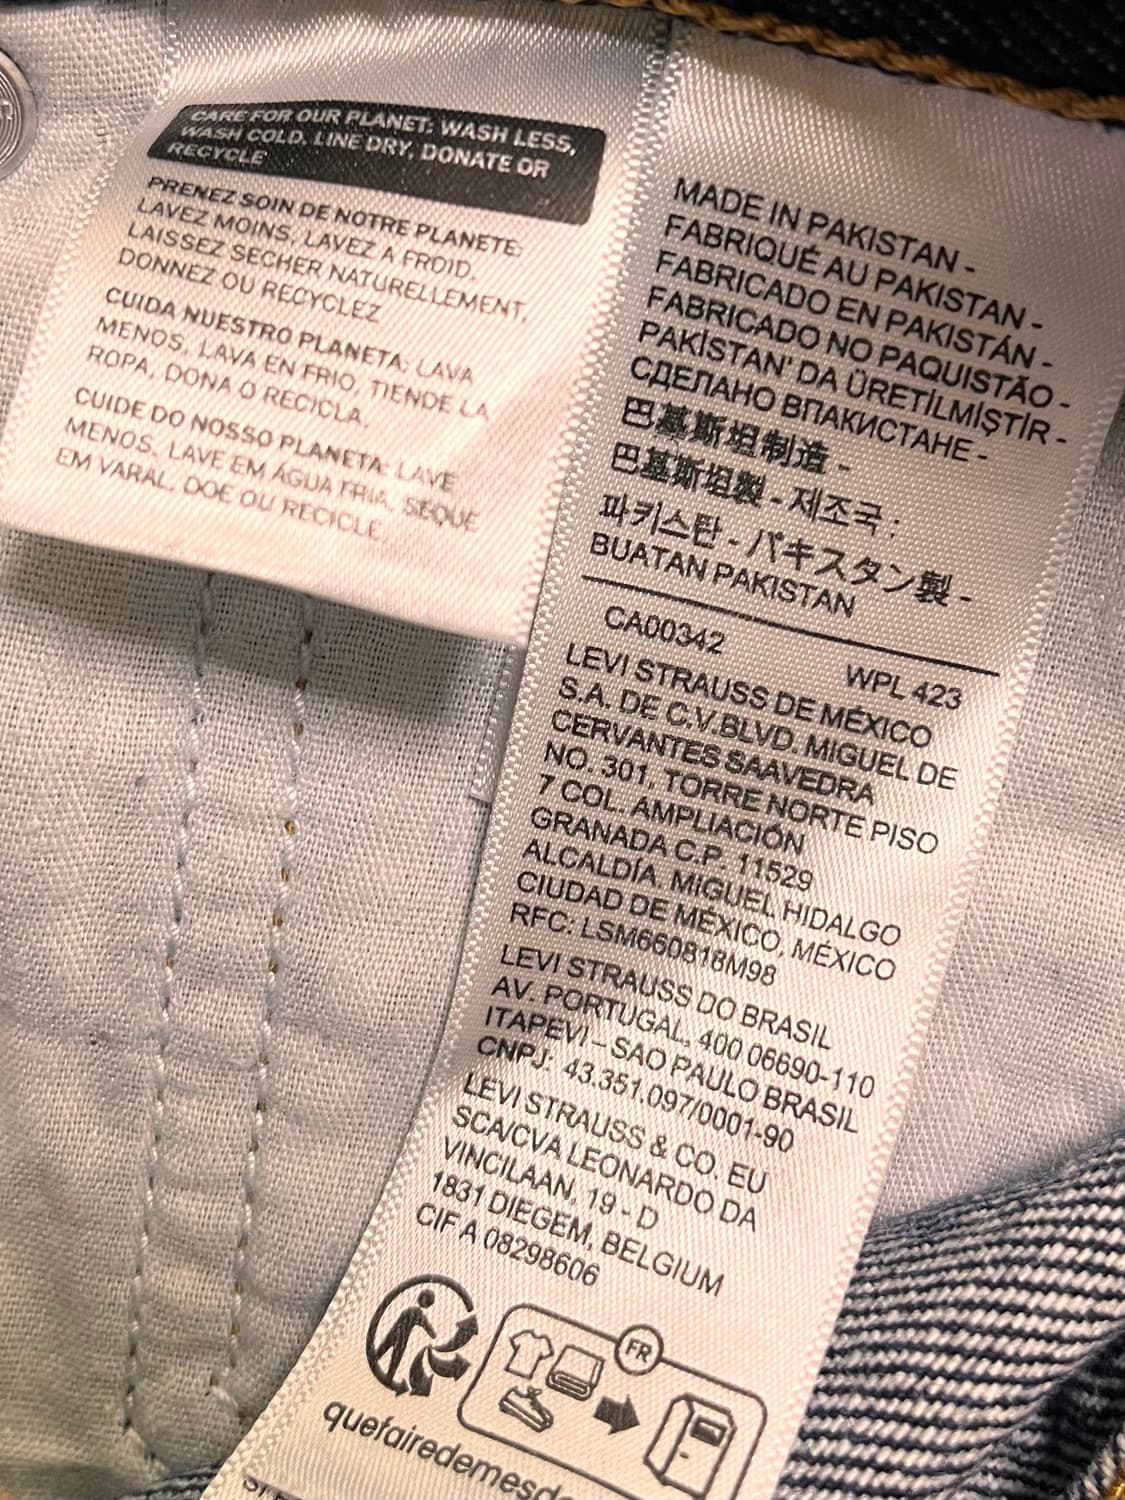 CARE FOR OUR PLANET: WASH LESS,
WASH COLD, LINE DRY, DONATE OR
RECYCLE
PRENEZ SOIN DE NOTRE PLANETE:
LAVEZ MOINS, LAVEZ A FROID,
LAISSEZ SECHER NATURELLEMENT,
DONNEZ OU RECYCLEZ
CUIDA NUESTRO PLANETA: LAVA
MENOS, LAVA EN FRIO, TIENDE LA
ROPA, DONA O RECICLA.
CUIDE DO NOSSO PLANETA: LAVE
MENOS, LAVE EM ÁGUA FRIA, SEQUE
EM VARAL, DOE OU RECICLE
MADE IN PAKISTAN -
FABRIQUÉ AU PAKISTAN -
FABRICADO EN PAKISTÁN -
FABRICADO NO PAQUISTÃO -
PAKİSTAN' DA ÜRETİLMİŞTİR -
СДЕЛАНО ВПАКИСТАНЕ -
巴基斯坦制造 -
巴基斯坦製 - 제조국 :
파키스탄 - パキスタン製 -
BUATAN PAKISTAN
CA00342 WPL 423
LEVI STRAUSS DE MÉXICO
S.A. DE C.V.BLVD. MIGUEL DE
CERVANTES SAAVEDRA
NO. 301, TORRE NORTE PISO
7 COL. AMPLIACIÓN
GRANADA C.P. 11529
ALCALDÍA. MIGUEL HIDALGO
CIUDAD DE MÉXICO, MÉXICO
RFC: LSM660818M98
LEVI STRAUSS DO BRASIL
AV. PORTUGAL, 400 06690-110
ITAPEVI – SAO PAULO BRASIL
CNPJ: 43.351.097/0001-90
LEVI STRAUSS & CO. EU
SCA/CVA LEONARDO DA
VINCILAAN, 19 - D
1831 DIEGEM, BELGIUM
CIF A 08298606
FR
quefairedemesd